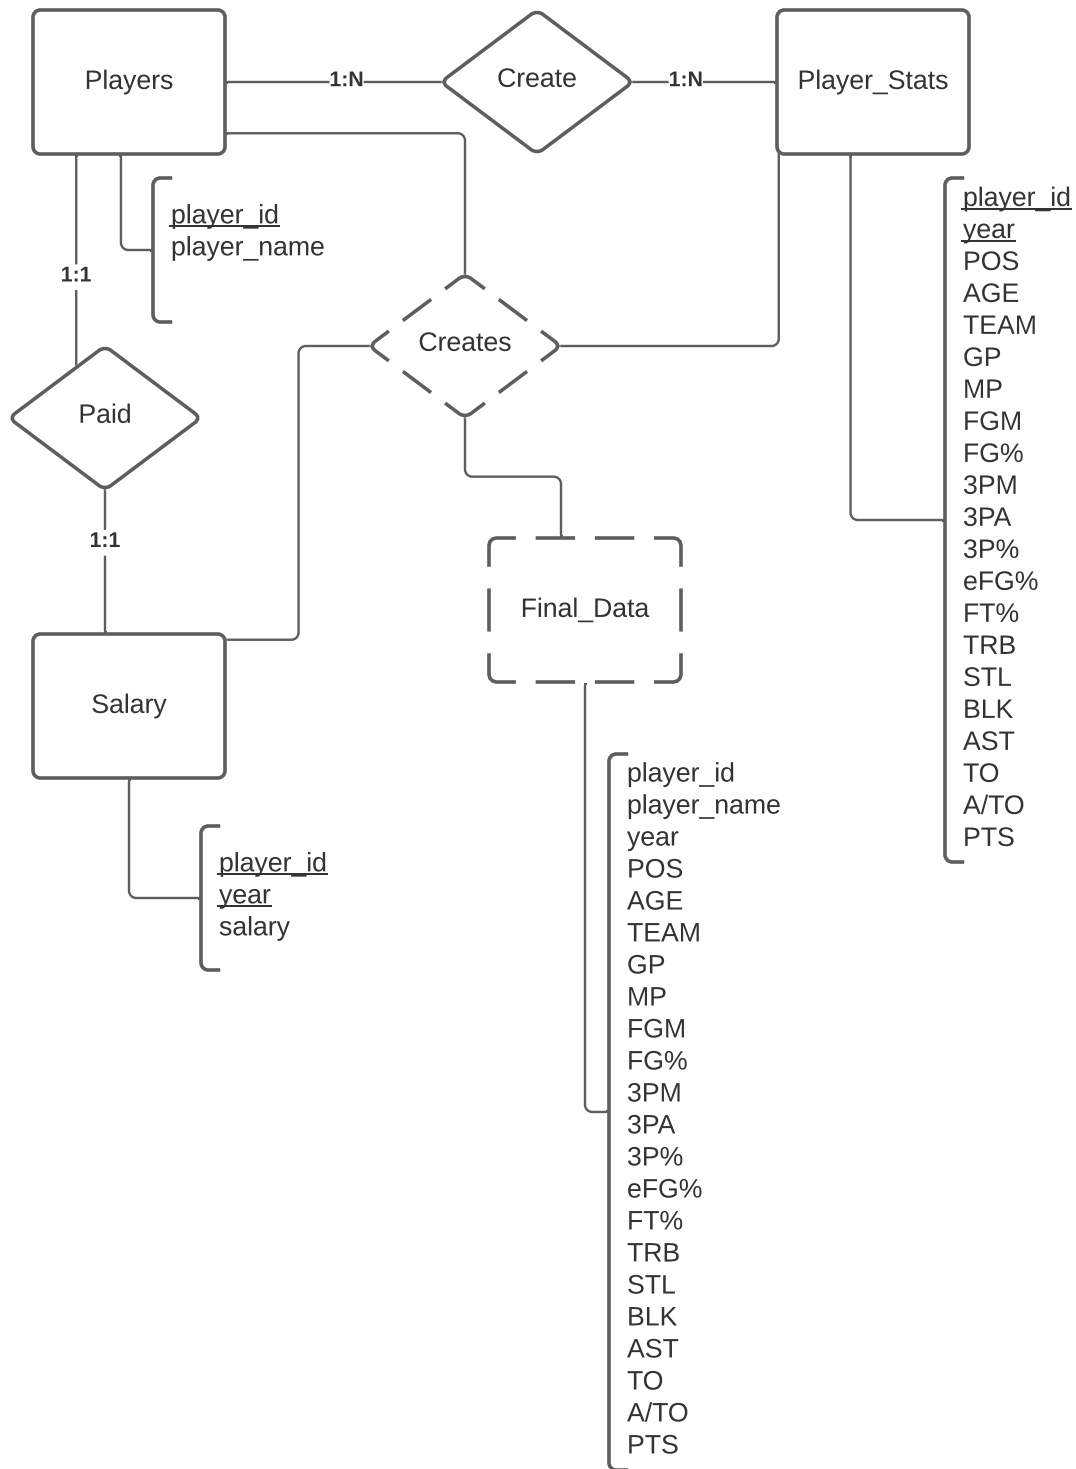 Players
1:N
Create
1:N
Player_Stats
player_id
player_name
1:1
Creates
Paid
1:1
Salary
player_id
year
salary
Final_Data
player_id
player_name
year
POS
AGE
TEAM
GP
MP
FGM
FG%
3PM
3PA
3P%
eFG%
FT%
TRB
STL
BLK
AST
TO
A/TO
PTS
player_id
year
POS
AGE
TEAM
GP
MP
FGM
FG%
3PM
3PA
3P%
eFG%
FT%
TRB
STL
BLK
AST
TO
A/TO
PTS